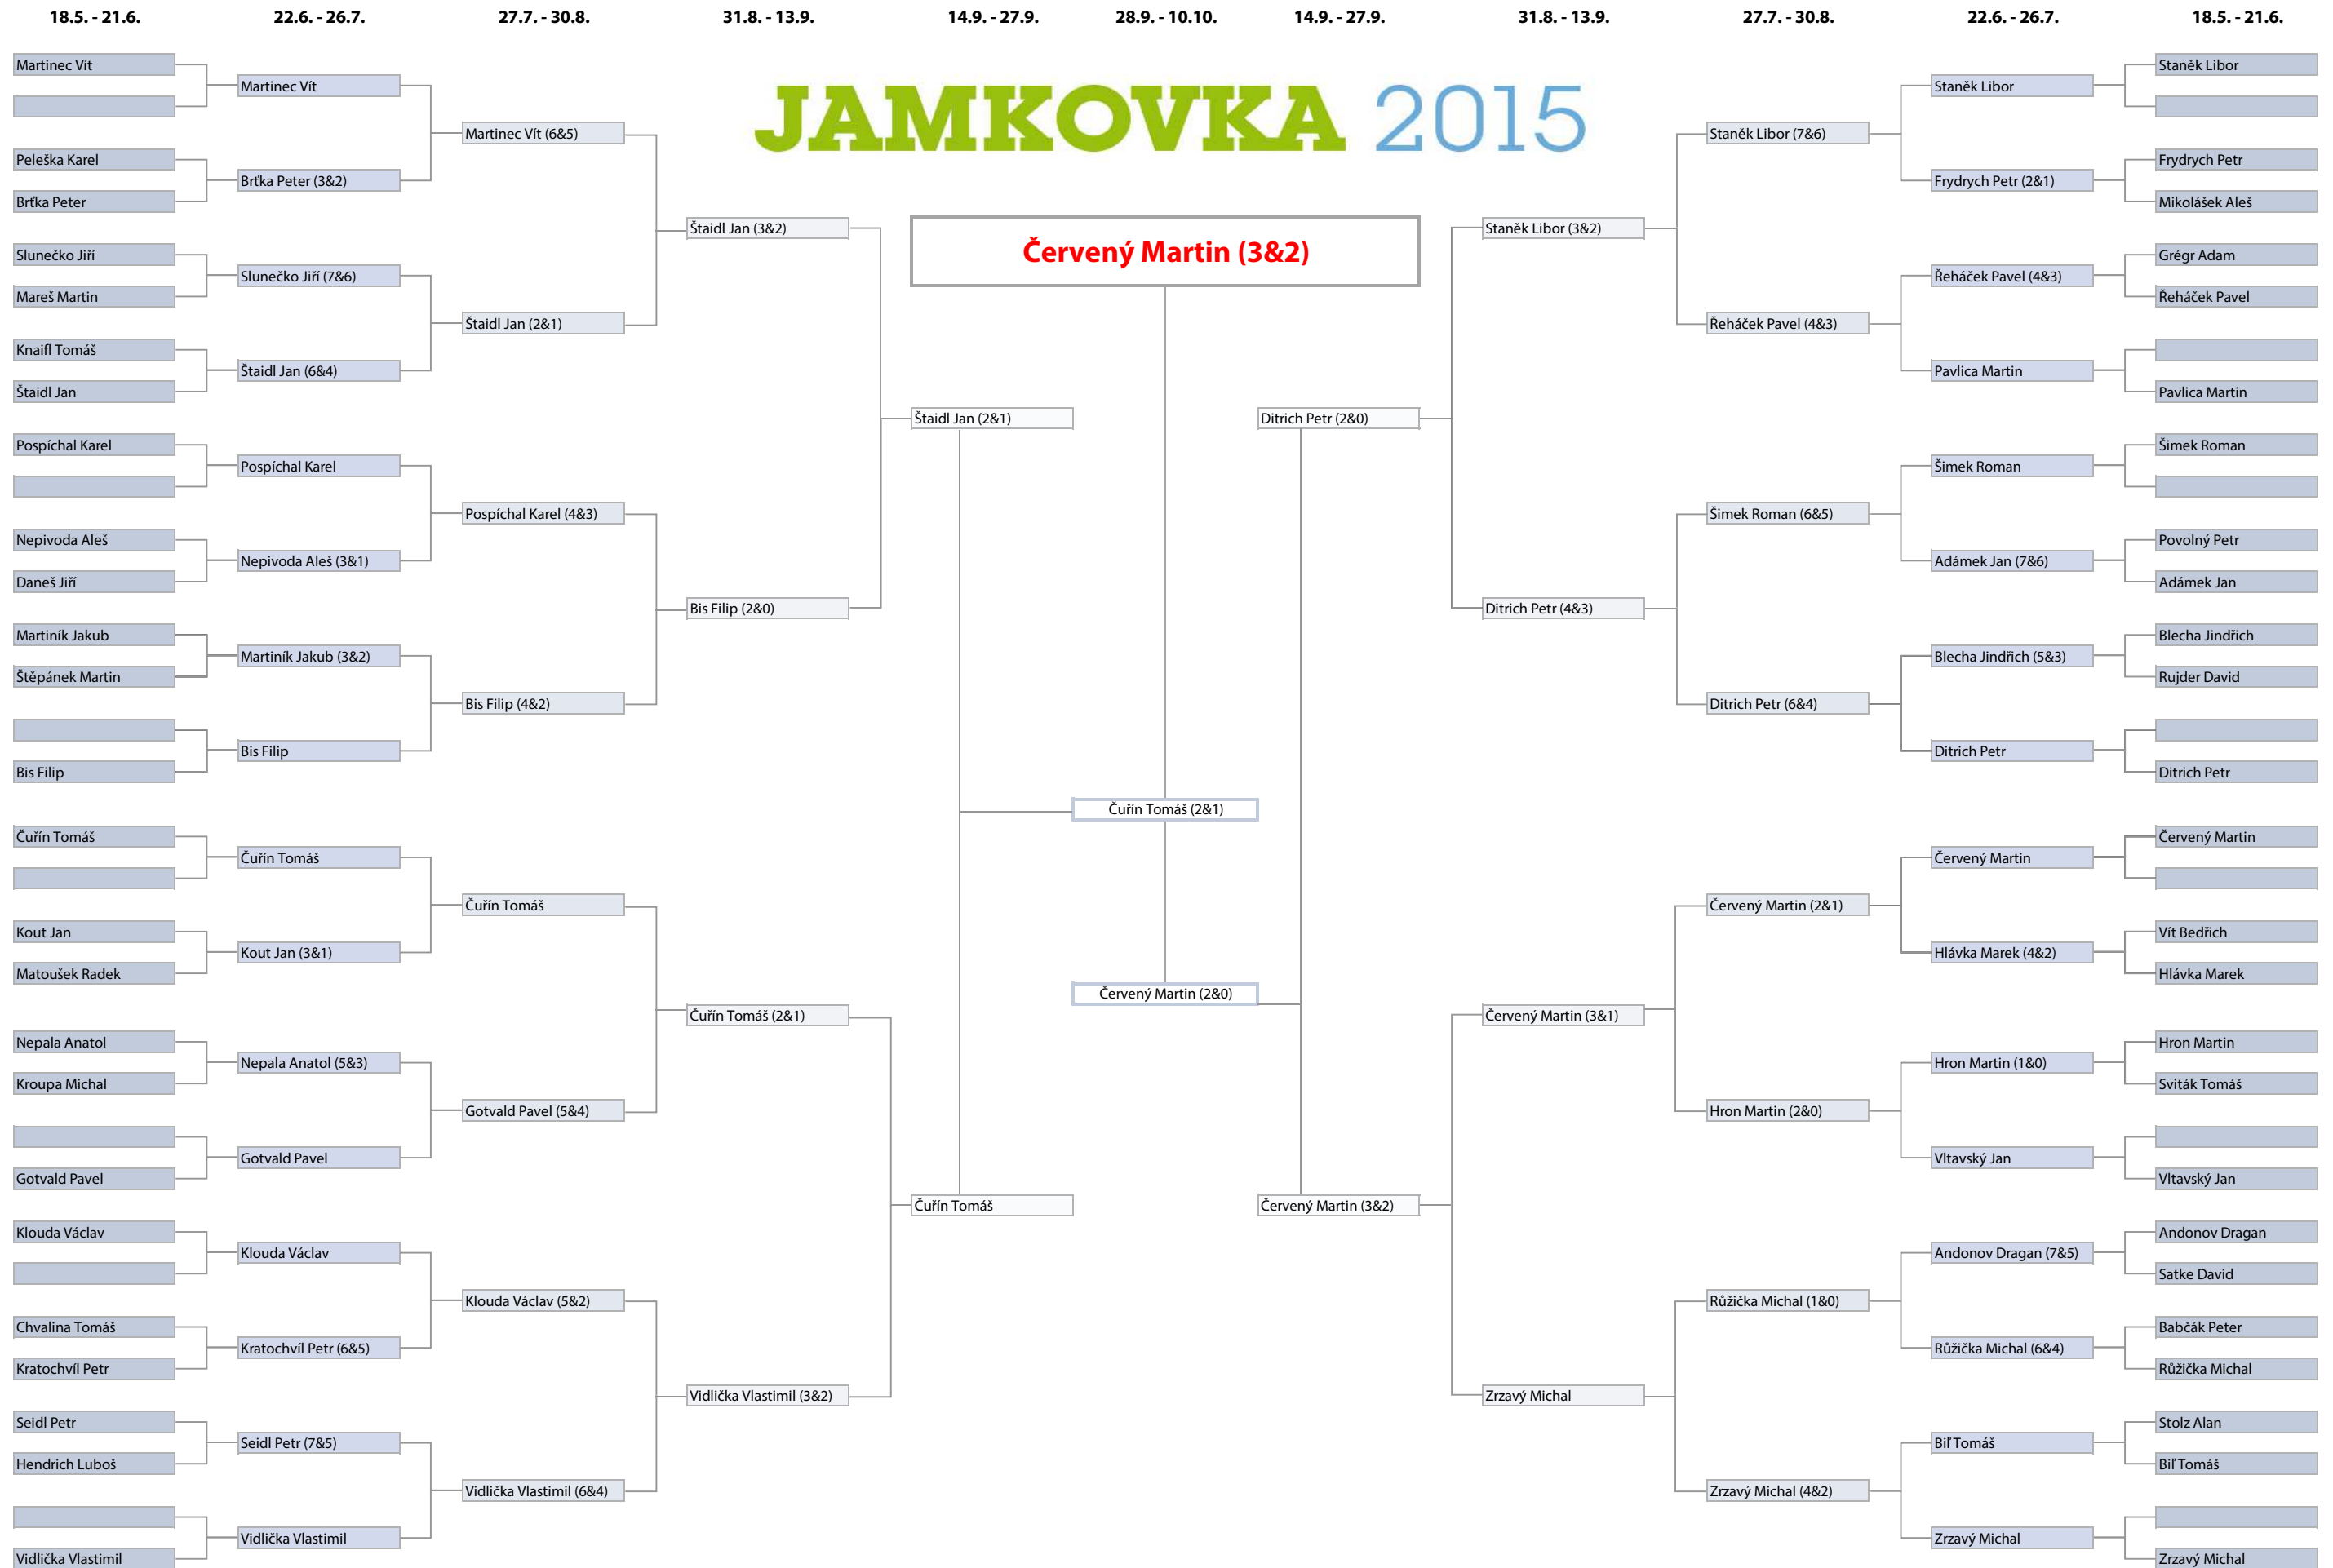 18.5. - 21.6.
22.6. - 26.7.
27.7. - 30.8.
31.8. - 13.9.
14.9. - 27.9.
28.9. - 10.10.
14.9. - 27.9.
31.8. - 13.9.
27.7. - 30.8.
22.6. - 26.7.
18.5. - 21.6.
JAMKOVKA 2015
Martinec Vít
Peleška Karel
Brťka Peter
Slunečko Jiří
Mareš Martin
Knaifl Tomáš
Štaidl Jan
Pospíchal Karel
Nepivoda Aleš
Daneš Jiří
Martiník Jakub
Štěpánek Martin
Bis Filip
Čuřín Tomáš
Kout Jan
Matoušek Radek
Nepala Anatol
Kroupa Michal
Gotvald Pavel
Klouda Václav
Chvalina Tomáš
Kratochvíl Petr
Seidl Petr
Hendrich Luboš
Vidlička Vlastimil
Martinec Vít
Brťka Peter (3&2)
Slunečko Jiří (7&6)
Štaidl Jan (6&4)
Pospíchal Karel
Nepivoda Aleš (3&1)
Martiník Jakub (3&2)
Bis Filip
Čuřín Tomáš
Kout Jan (3&1)
Nepala Anatol (5&3)
Gotvald Pavel
Klouda Václav
Kratochvíl Petr (6&5)
Seidl Petr (7&5)
Vidlička Vlastimil
Martinec Vít (6&5)
Štaidl Jan (2&1)
Pospíchal Karel (4&3)
Bis Filip (4&2)
Čuřín Tomáš
Gotvald Pavel (5&4)
Klouda Václav (5&2)
Vidlička Vlastimil (6&4)
Štaidl Jan (3&2)
Bis Filip (2&0)
Čuřín Tomáš (2&1)
Vidlička Vlastimil (3&2)
Štaidl Jan (2&1)
Čuřín Tomáš
Červený Martin (3&2)
Čuřín Tomáš (2&1)
Červený Martin (2&0)
Ditrich Petr (2&0)
Červený Martin (3&2)
Staněk Libor (3&2)
Ditrich Petr (4&3)
Červený Martin (3&1)
Zrzavý Michal
Staněk Libor (7&6)
Řeháček Pavel (4&3)
Šimek Roman (6&5)
Ditrich Petr (6&4)
Červený Martin (2&1)
Hron Martin (2&0)
Růžička Michal (1&0)
Zrzavý Michal (4&2)
Staněk Libor
Frydrych Petr (2&1)
Řeháček Pavel (4&3)
Pavlica Martin
Šimek Roman
Adámek Jan (7&6)
Blecha Jindřich (5&3)
Ditrich Petr
Červený Martin
Hlávka Marek (4&2)
Hron Martin (1&0)
Vltavský Jan
Andonov Dragan (7&5)
Růžička Michal (6&4)
Biľ Tomáš
Zrzavý Michal
Staněk Libor
Frydrych Petr
Mikolášek Aleš
Grégr Adam
Řeháček Pavel
Pavlica Martin
Šimek Roman
Povolný Petr
Adámek Jan
Blecha Jindřich
Rujder David
Ditrich Petr
Červený Martin
Vít Bedřich
Hlávka Marek
Hron Martin
Sviták Tomáš
Vltavský Jan
Andonov Dragan
Satke David
Babčák Peter
Růžička Michal
Stolz Alan
Biľ Tomáš
Zrzavý Michal